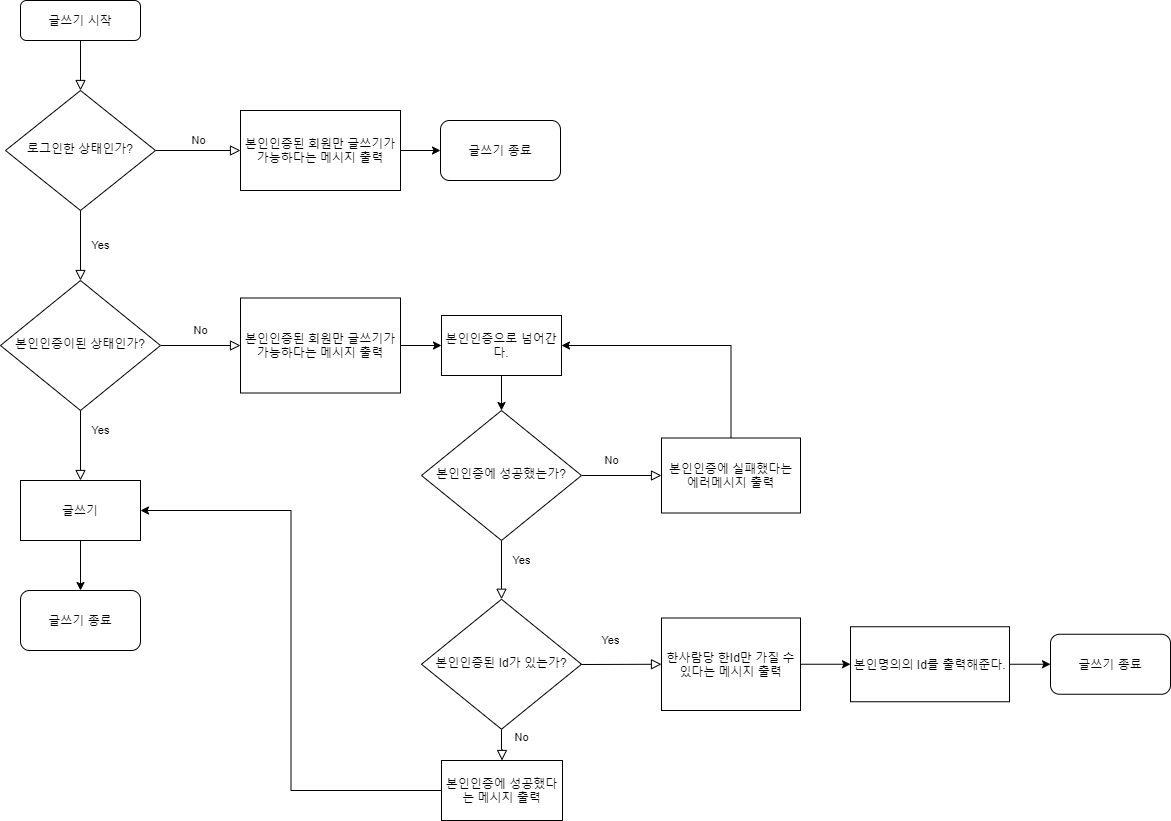 글쓰기 시작
로그인한 상태인가?
No
본인인증된 회원만 글쓰기가
가능하다는 메시지 출력
글쓰기 종료
Yes
본인인증이된 상태인가?
No
본인인증된 회원만 글쓰기가
가능하다는 메시지 출력
본인인증으로 넘어간
다.
Yes
본인인증에 성공했는가?
No
본인인증에 실패했다는
에러메시지 출력
글쓰기
Yes
글쓰기 종료
본인인증된 Id가 있는가?
Yes
한사람당 한Id만 가질 수
있다는 메시지 출력
본인명의의 Id를 출력해준다.
글쓰기 종료
No
본인인증에 성공했다
는 메시지 출력